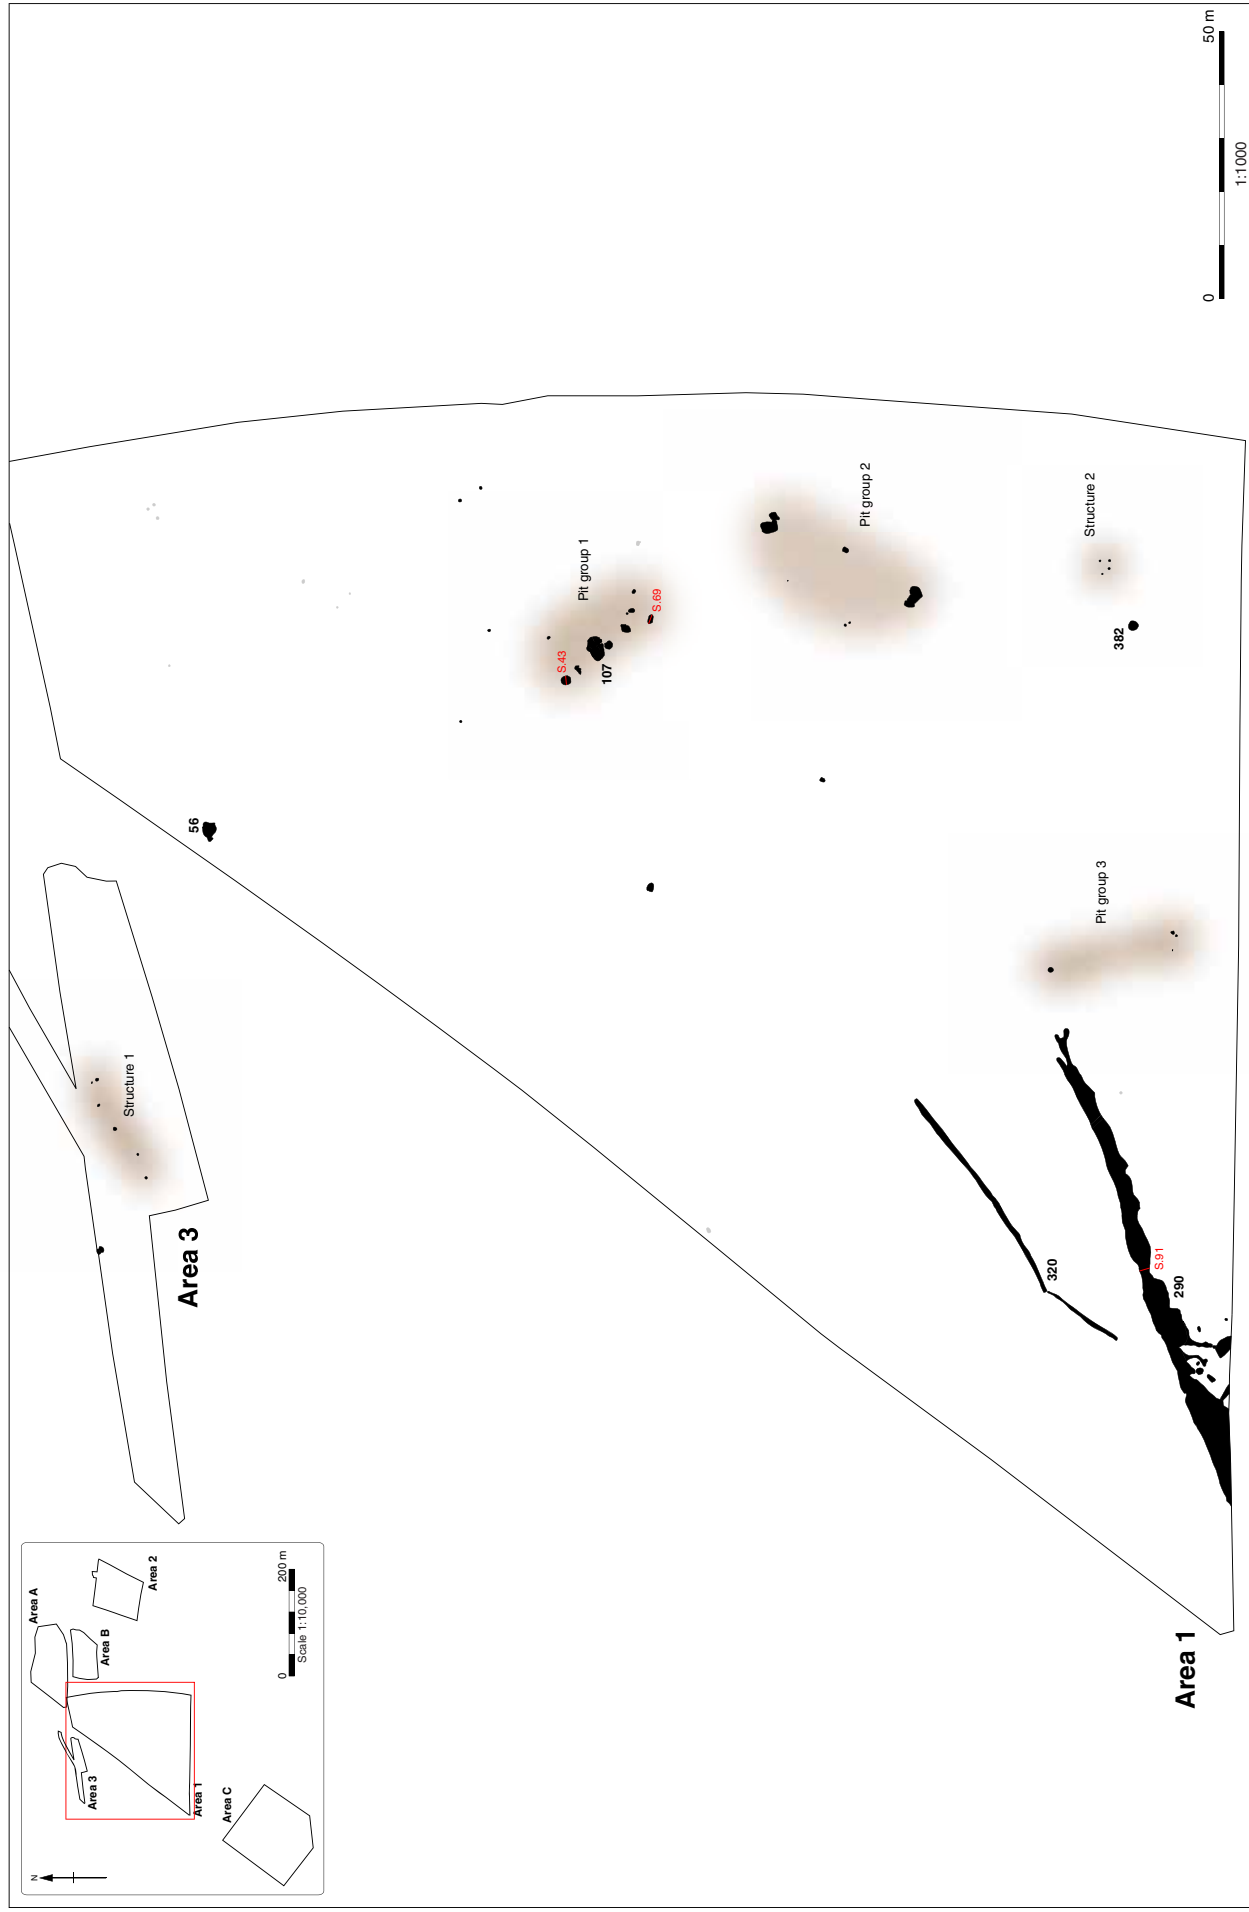 N
Area A
Area 3
Area B
Area 2
Area 1
Area C
0
200 m
Scale 1:10,000
Area 3
Structure 1
56
S.43
107
Pit group 1
S.69
Pit group 2
320
Pit group 3
382
Structure 2
S.91
290
Area 1
0
50 m
1:1000